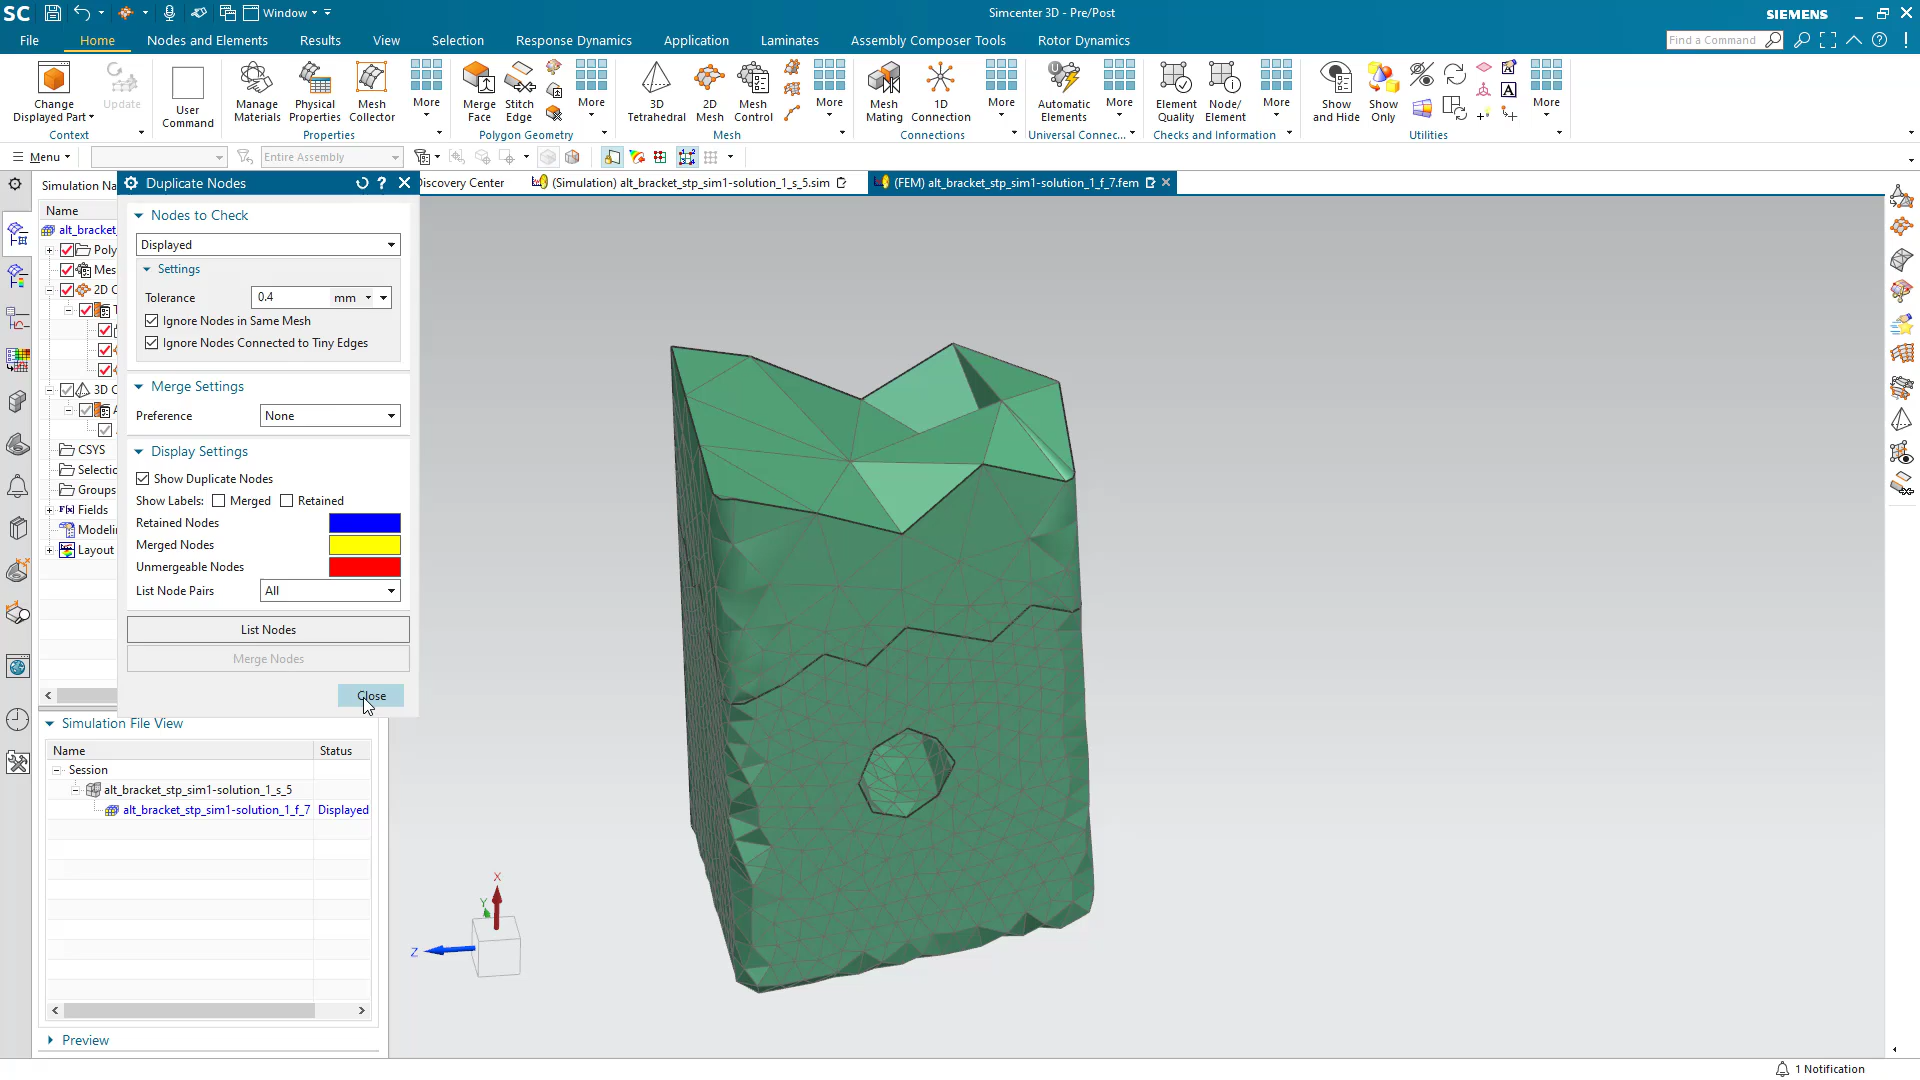 SC Window Simcenter 3D - Pre/Post SIEMENS
File Home Nodes and Elements Results View Selection Response Dynamics Application Laminates Assembly Composer Tools Rotor Dynamics Find a Command
Change Displayed Part
Update
Context
User Command
Manage Materials
Physical Properties
Mesh Collector
More
Properties
Merge Face
Stitch Edge
More
Polygon Geometry
3D Tetrahedral
2D Mesh
Mesh Control
More
Mesh
Mesh Mating
1D Connection
More
Connections
Automatic Elements
More
Universal Connec...
Element Quality
Node/ Element
More
Checks and Information
Show and Hide
Show Only
More
Utilities
Menu Entire Assembly
Simulation Na
Name
alt_bracket
Poly
Mes
2D C
T
3D C
A
CSYS
Selectio
Groups
Fields
Modelin
Layout
Duplicate Nodes
Nodes to Check
Displayed
Settings
Tolerance 0.4 mm
Ignore Nodes in Same Mesh
Ignore Nodes Connected to Tiny Edges
Merge Settings
Preference None
Display Settings
Show Duplicate Nodes
Show Labels: Merged Retained
Retained Nodes
Merged Nodes
Unmergeable Nodes
List Node Pairs All
List Nodes
Merge Nodes
Close
Discovery Center (Simulation) alt_bracket_stp_sim1-solution_1_s_5.sim (FEM) alt_bracket_stp_sim1-solution_1_f_7.fem
Simulation File View
Name Status
Session
alt_bracket_stp_sim1-solution_1_s_5
alt_bracket_stp_sim1-solution_1_f_7 Displayed
Preview
X
Y
Z
1 Notification